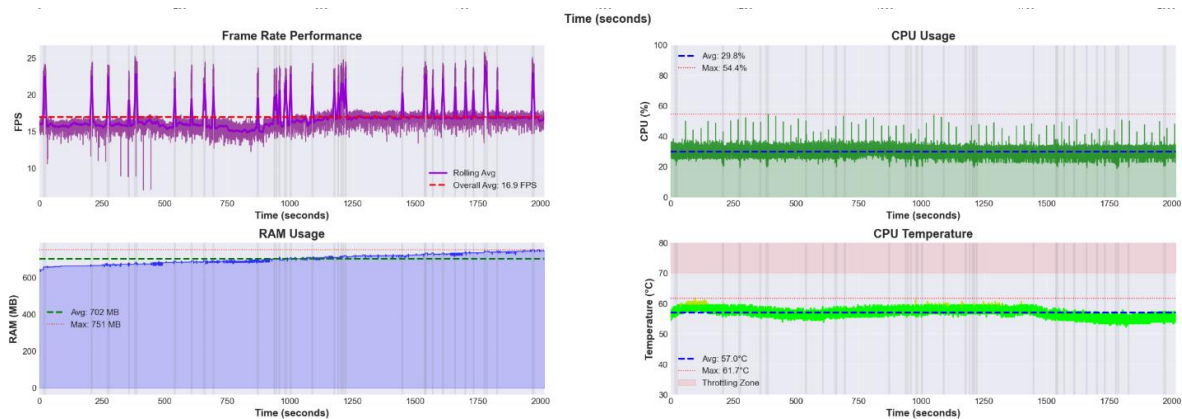 Time (seconds)
Frame Rate Performance
FPS
25
20
15
10
Rolling Avg
Overall Avg: 16.9 FPS
0 250 500 750 1000 1250 1500 1750 2000
Time (seconds)
CPU Usage
CPU (%)
100
80
60
40
20
0
Avg: 29.8%
Max: 54.4%
0 250 500 750 1000 1250 1500 1750 2000
Time (seconds)
RAM Usage
RAM (MB)
600
400
200
0
Avg: 702 MB
Max: 751 MB
0 250 500 750 1000 1250 1500 1750 2000
Time (seconds)
CPU Temperature
Temperature (°C)
80
70
60
50
40
30
Avg: 57.0°C
Max: 61.7°C
Throttling Zone
0 250 500 750 1000 1250 1500 1750 2000
Time (seconds)